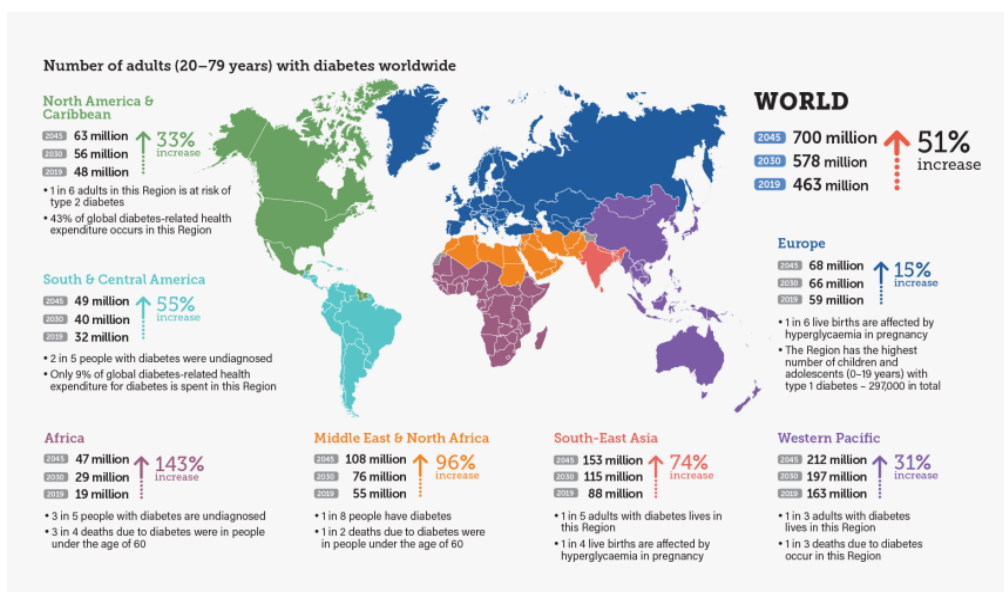 Number of adults (20–79 years) with diabetes worldwide
North America &
Caribbean
2045 63 million
2030 56 million
2019 48 million
33%
increase
• 1 in 6 adults in this Region is at risk of
type 2 diabetes
• 43% of global diabetes-related health
expenditure occurs in this Region
South & Central America
2045 49 million
2030 40 million
2019 32 million
55%
increase
• 2 in 5 people with diabetes were undiagnosed
• Only 9% of global diabetes-related health
expenditure for diabetes is spent in this Region
WORLD
2045 700 million
2030 578 million
2019 463 million
51%
increase
Europe
2045 68 million
2030 66 million
2019 59 million
15%
increase
• 1 in 6 live births are affected by
hyperglycaemia in pregnancy
• The Region has the highest
number of children and
adolescents (0–19 years) with
type 1 diabetes – 297,000 in total
Africa
2045 47 million
2030 29 million
2019 19 million
143%
increase
• 3 in 5 people with diabetes are undiagnosed
• 3 in 4 deaths due to diabetes were in people
under the age of 60
Middle East & North Africa
2045 108 million
2030 76 million
2019 55 million
96%
increase
• 1 in 8 people have diabetes
• 1 in 2 deaths due to diabetes were
in people under the age of 60
South-East Asia
2045 153 million
2030 115 million
2019 88 million
74%
increase
• 1 in 5 adults with diabetes lives in
this Region
• 1 in 4 live births are affected by
hyperglycaemia in pregnancy
Western Pacific
2045 212 million
2030 197 million
2019 163 million
31%
increase
• 1 in 3 adults with diabetes
lives in this Region
• 1 in 3 deaths due to diabetes
occur in this Region